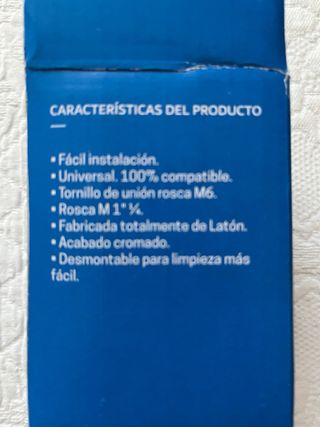 CARACTERÍSTICAS DEL PRODUCTO
• Fácil instalación.
• Universal. 100% compatible.
• Tornillo de unión rosca M6.
• Rosca M 1" ¼.
• Fabricada totalmente de Latón.
• Acabado cromado.
• Desmontable para limpieza más
fácil.